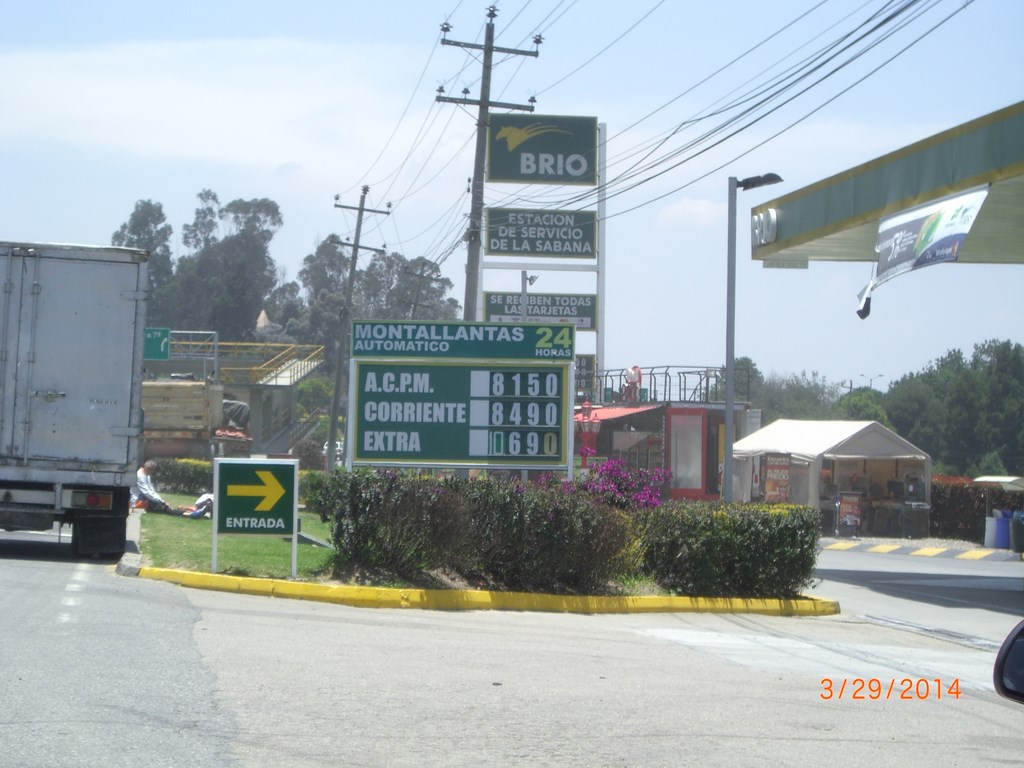 BRIO
ESTACION
DE SERVICIO
DE LA SABANA
SE RECIBEN TODAS
LAS TARJETAS
MONTALLANTAS 24
AUTOMATICO HORAS
A.C.P.M. 8150
CORRIENTE 8490
EXTRA 0690
ENTRADA
3/29/2014